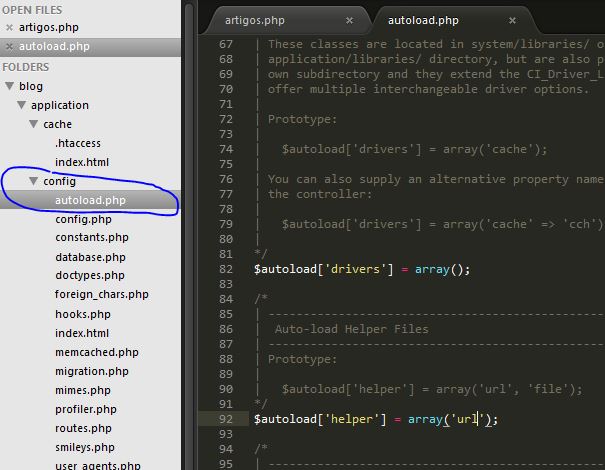 OPEN FILES
× artigos.php
× autoload.php
FOLDERS
blog
application
cache
.htaccess
index.html
config
autoload.php
config.php
constants.php
database.php
doctypes.php
foreign_chars.php
hooks.php
index.html
memcached.php
migration.php
mimes.php
profiler.php
routes.php
smileys.php
user_agents.php
artigos.php × autoload.php ×
67 | These classes are located in system/libraries/ o
68 | application/libraries/ directory, but are also p
69 | own subdirectory and they extend the CI_Driver_L
70 | offer multiple interchangeable driver options.
71 |
72 | Prototype:
73 |
74 | $autoload['drivers'] = array('cache');
75 |
76 | You can also supply an alternative property name
77 | the controller:
78 |
79 | $autoload['drivers'] = array('cache' => 'cch')
80 |
81 */
82 $autoload['drivers'] = array();
83
84 /*
85 | -------------------------------------------------
86 | Auto-load Helper Files
87 | -------------------------------------------------
88 | Prototype:
89 |
90 | $autoload['helper'] = array('url', 'file');
91 */
92 $autoload['helper'] = array('url');
93
94 /*
95 | -------------------------------------------------